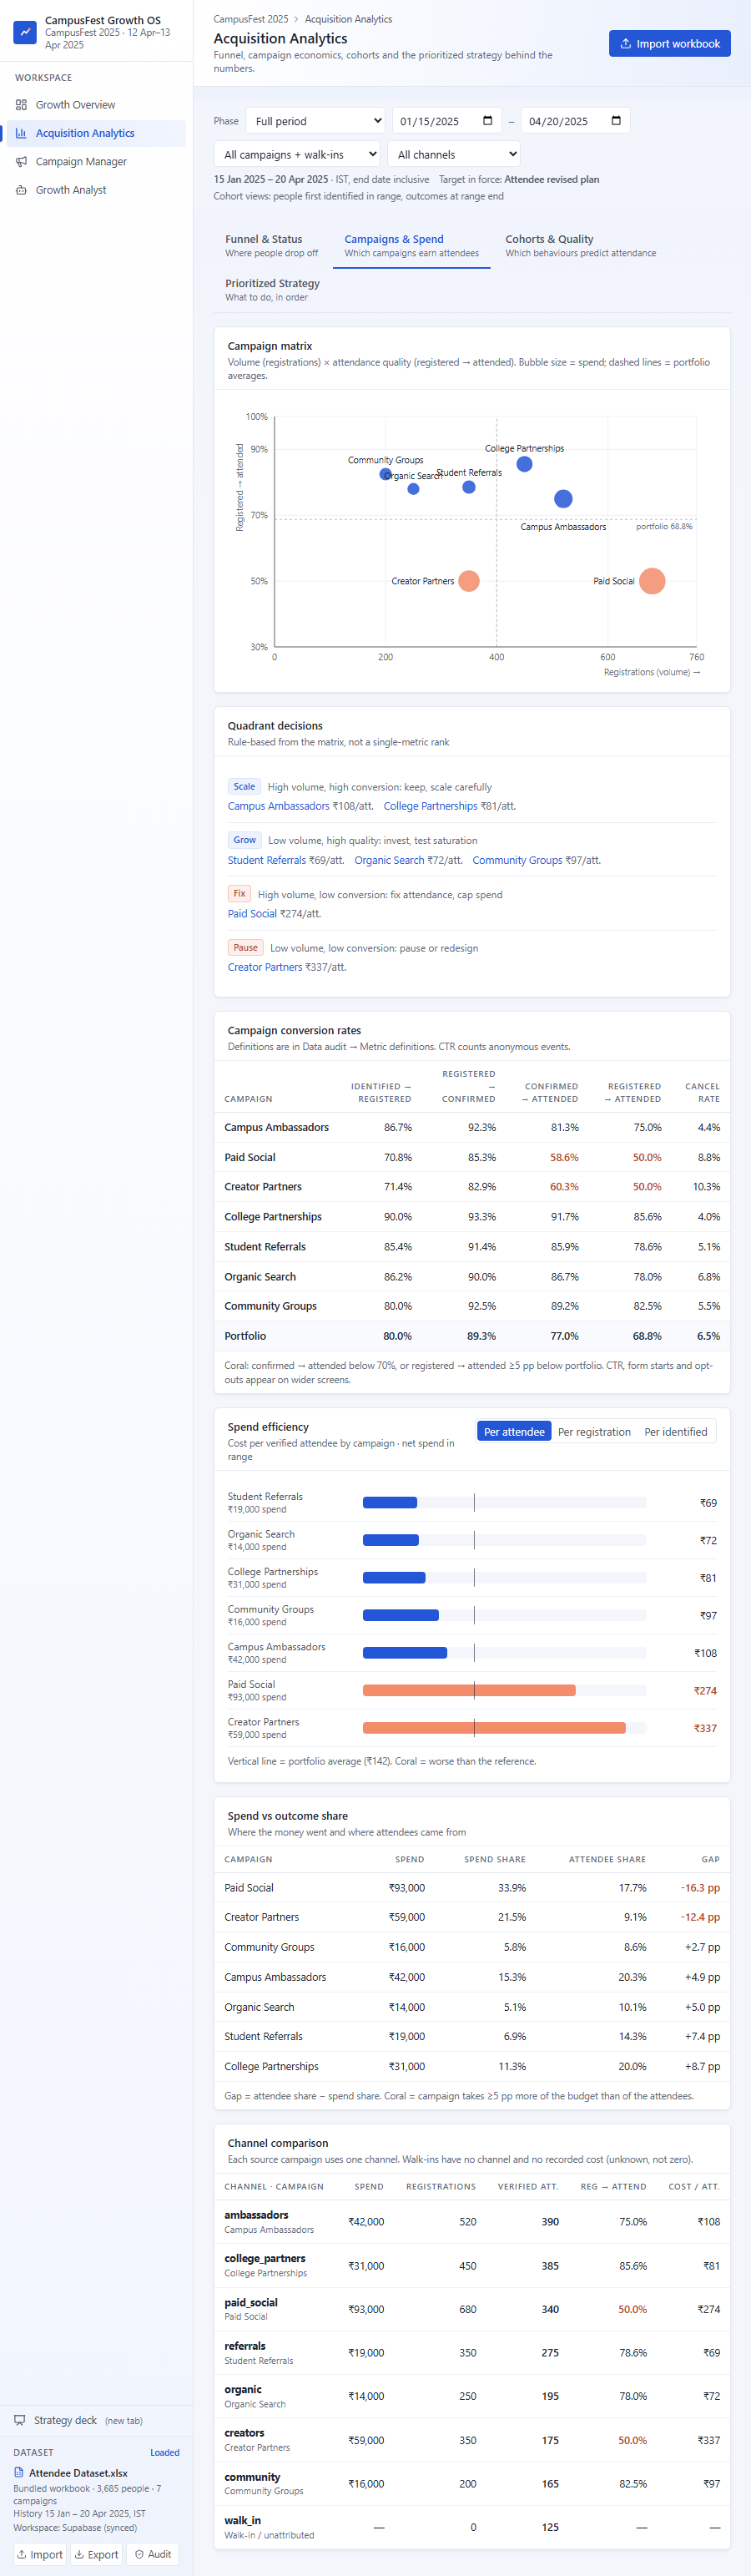 CampusFest Growth OS
CampusFest 2025 · 12 Apr–13
Apr 2025
WORKSPACE
Growth Overview
Acquisition Analytics
Campaign Manager
Growth Analyst
CampusFest 2025 > Acquisition Analytics
Acquisition Analytics
Funnel, campaign economics, cohorts and the prioritized strategy behind the
numbers.
Import workbook
Phase Full period 01/15/2025 – 04/20/2025
All campaigns + walk-ins All channels
15 Jan 2025 – 20 Apr 2025 · IST, end date inclusive Target in force: Attendee revised plan
Cohort views: people first identified in range, outcomes at range end
Funnel & Status
Where people drop off
Campaigns & Spend
Which campaigns earn attendees
Cohorts & Quality
Which behaviours predict attendance
Prioritized Strategy
What to do, in order
Campaign matrix
Volume (registrations) × attendance quality (registered → attended). Bubble size = spend; dashed lines = portfolio
averages.
100%
90%
70%
50%
30%
Registered → attended
Community Groups
Organic Search
Student Referrals
College Partnerships
Campus Ambassadors
portfolio 68.8%
Creator Partners
Paid Social
0 200 400 600 760
Registrations (volume) →
Quadrant decisions
Rule-based from the matrix, not a single-metric rank
Scale High volume, high conversion: keep, scale carefully
Campus Ambassadors ₹108/att. College Partnerships ₹81/att.
Grow Low volume, high quality: invest, test saturation
Student Referrals ₹69/att. Organic Search ₹72/att. Community Groups ₹97/att.
Fix High volume, low conversion: fix attendance, cap spend
Paid Social ₹274/att.
Pause Low volume, low conversion: pause or redesign
Creator Partners ₹337/att.
Campaign conversion rates
Definitions are in Data audit → Metric definitions. CTR counts anonymous events.
CAMPAIGN IDENTIFIED → REGISTERED REGISTERED → CONFIRMED CONFIRMED → ATTENDED REGISTERED → ATTENDED CANCEL RATE
Campus Ambassadors 86.7% 92.3% 81.3% 75.0% 4.4%
Paid Social 70.8% 85.3% 58.6% 50.0% 8.8%
Creator Partners 71.4% 82.9% 60.3% 50.0% 10.3%
College Partnerships 90.0% 93.3% 91.7% 85.6% 4.0%
Student Referrals 85.4% 91.4% 85.9% 78.6% 5.1%
Organic Search 86.2% 90.0% 86.7% 78.0% 6.8%
Community Groups 80.0% 92.5% 89.2% 82.5% 5.5%
Portfolio 80.0% 89.3% 77.0% 68.8% 6.5%
Coral: confirmed → attended below 70%, or registered → attended ≥5 pp below portfolio. CTR, form starts and opt-
outs appear on wider screens.
Spend efficiency
Cost per verified attendee by campaign · net spend in
range
Per attendee Per registration Per identified
Student Referrals
₹19,000 spend
₹69
Organic Search
₹14,000 spend
₹72
College Partnerships
₹31,000 spend
₹81
Community Groups
₹16,000 spend
₹97
Campus Ambassadors
₹42,000 spend
₹108
Paid Social
₹93,000 spend
₹274
Creator Partners
₹59,000 spend
₹337
Vertical line = portfolio average (₹142). Coral = worse than the reference.
Spend vs outcome share
Where the money went and where attendees came from
CAMPAIGN SPEND SPEND SHARE ATTENDEE SHARE GAP
Paid Social ₹93,000 33.9% 17.7% -16.3 pp
Creator Partners ₹59,000 21.5% 9.1% -12.4 pp
Community Groups ₹16,000 5.8% 8.6% +2.7 pp
Campus Ambassadors ₹42,000 15.3% 20.3% +4.9 pp
Organic Search ₹14,000 5.1% 10.1% +5.0 pp
Student Referrals ₹19,000 6.9% 14.3% +7.4 pp
College Partnerships ₹31,000 11.3% 20.0% +8.7 pp
Gap = attendee share − spend share. Coral = campaign takes ≥5 pp more of the budget than of the attendees.
Channel comparison
Each source campaign uses one channel. Walk-ins have no channel and no recorded cost (unknown, not zero).
CHANNEL · CAMPAIGN SPEND REGISTRATIONS VERIFIED ATT. REG → ATTEND COST / ATT.
ambassadors
Campus Ambassadors
₹42,000 520 390 75.0% ₹108
college_partners
College Partnerships
₹31,000 450 385 85.6% ₹81
paid_social
Paid Social
₹93,000 680 340 50.0% ₹274
referrals
Student Referrals
₹19,000 350 275 78.6% ₹69
organic
Organic Search
₹14,000 250 195 78.0% ₹72
creators
Creator Partners
₹59,000 350 175 50.0% ₹337
community
Community Groups
₹16,000 200 165 82.5% ₹97
walk_in
Walk-in / unattributed
— 0 125 — —
Strategy deck (new tab)
DATASET Loaded
Attendee Dataset.xlsx
Bundled workbook · 3,685 people · 7
campaigns
History 15 Jan – 20 Apr 2025, IST
Workspace: Supabase (synced)
Import Export Audit